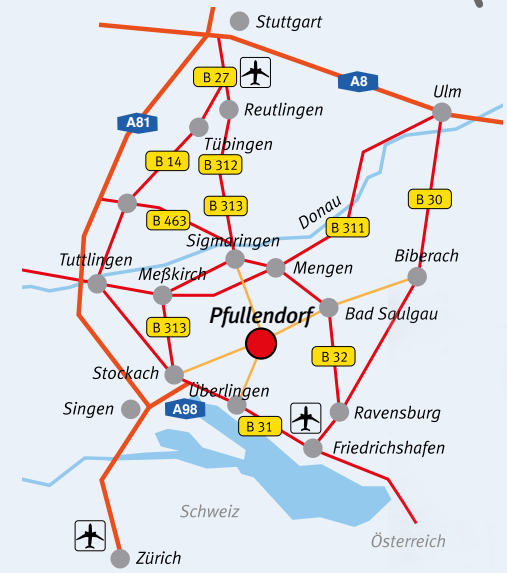 Stuttgart
B 27
A8
Ulm
Reutlingen
A81
Tübingen
B 14
B 312
B 30
B 313
Donau
B 463
B 311
Sigmaringen
Tuttlingen
Biberach
Meßkirch
Mengen
Pfullendorf
Bad Saulgau
B 313
B 32
Stockach
Überlingen
Singen
A98
Ravensburg
B 31
Friedrichshafen
Schweiz
Österreich
Zürich